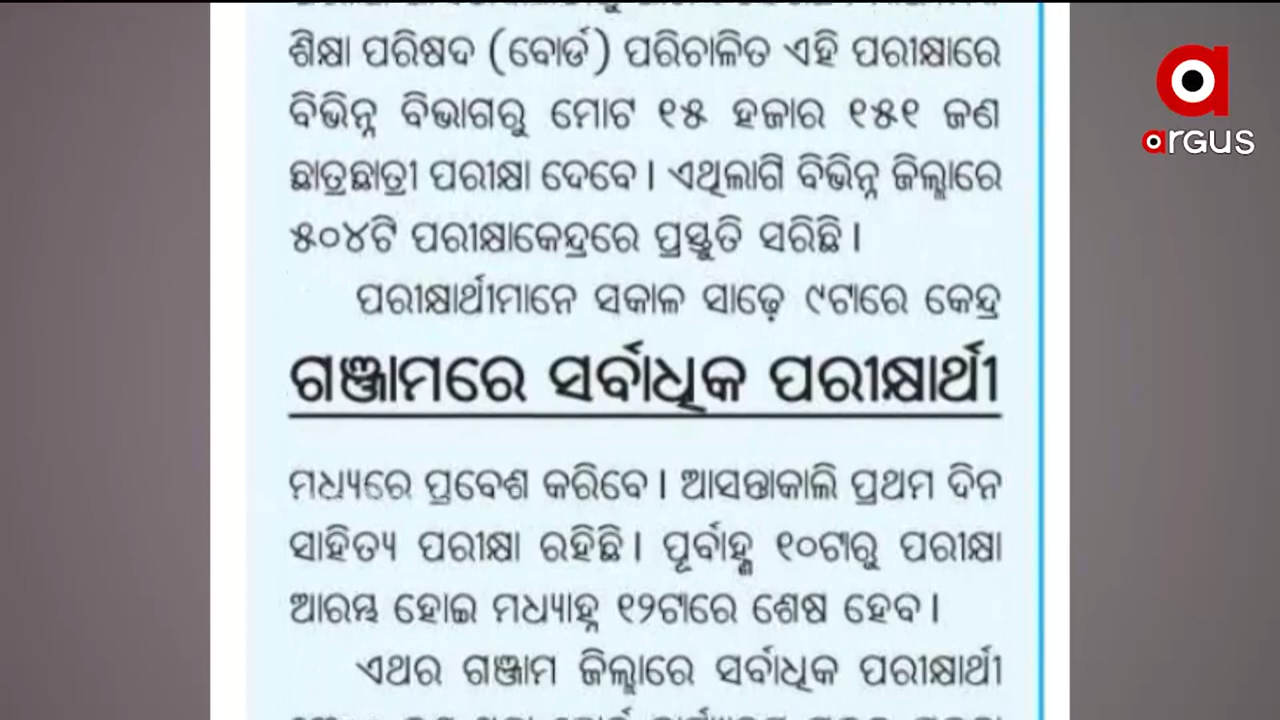 ଶିକ୍ଷା ପରିଷଦ (ବୋର୍ଡ) ପରିଚାଳିତ ଏହି ପରୀକ୍ଷାରେ
ବିଭିନ୍ନ ବିଭାଗରୁ ମୋଟ ୧୫ ହଜାର ୧୫୧ ଜଣ
ଛାତ୍ରଛାତ୍ରୀ ପରୀକ୍ଷା ଦେବେ । ଏଥିଲାଗି ବିଭିନ୍ନ ଜିଲ୍ଲାରେ
୫୦୪ଟି ପରୀକ୍ଷାକେନ୍ଦ୍ରରେ ପ୍ରସ୍ତୁତି ସରିଛି ।
ପରୀକ୍ଷାର୍ଥୀମାନେ ସକାଳ ସାଢ଼େ ୯ଟାରେ କେନ୍ଦ୍ର
ଗଞ୍ଜାମରେ ସର୍ବାଧିକ ପରୀକ୍ଷାର୍ଥୀ
ମଧ୍ୟରେ ପ୍ରବେଶ କରିବେ । ଆସନ୍ତାକାଲି ପ୍ରଥମ ଦିନ
ସାହିତ୍ୟ ପରୀକ୍ଷା ରହିଛି । ପୂର୍ବାହ୍ଣ ୧୦ଟାରୁ ପରୀକ୍ଷା
ଆରମ୍ଭ ହୋଇ ମଧ୍ୟାହ୍ନ ୧୨ଟାରେ ଶେଷ ହେବ ।
ଏଥର ଗଞ୍ଜାମ ଜିଲ୍ଲାରେ ସର୍ବାଧିକ ପରୀକ୍ଷାର୍ଥୀ
argus